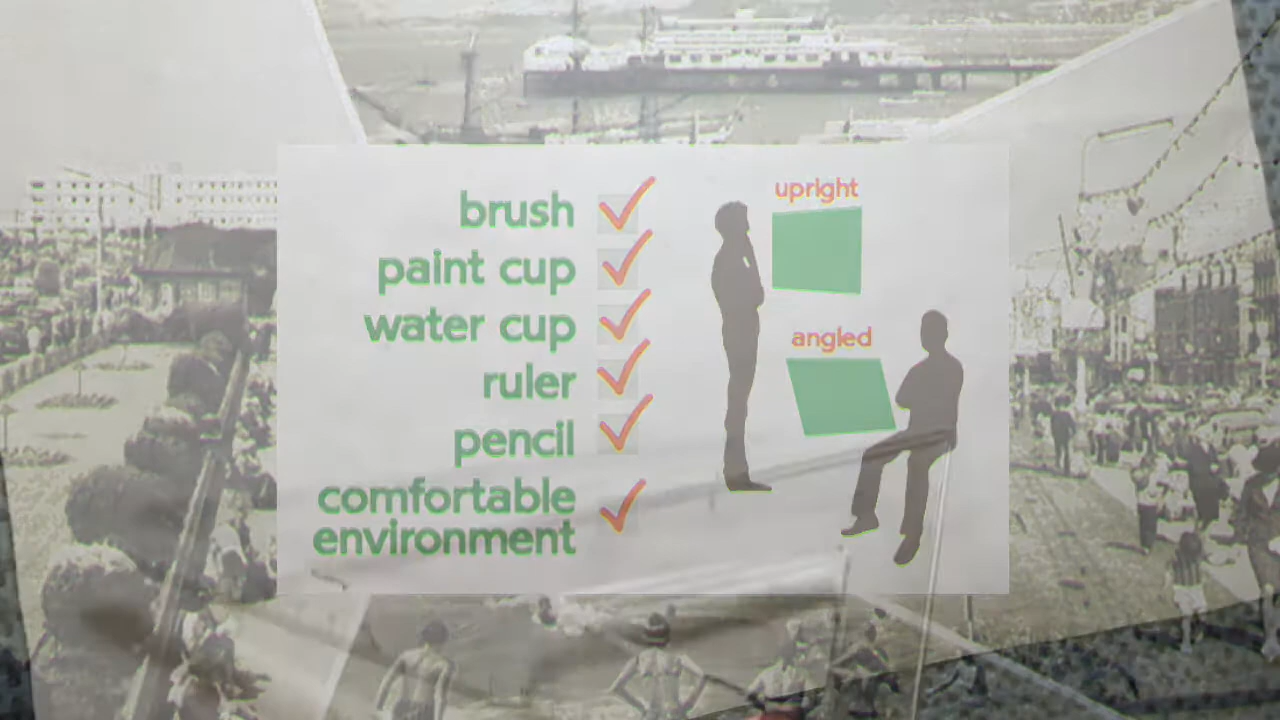 brush
paint cup
water cup
ruler
pencil
comfortable
environment
upright
angled